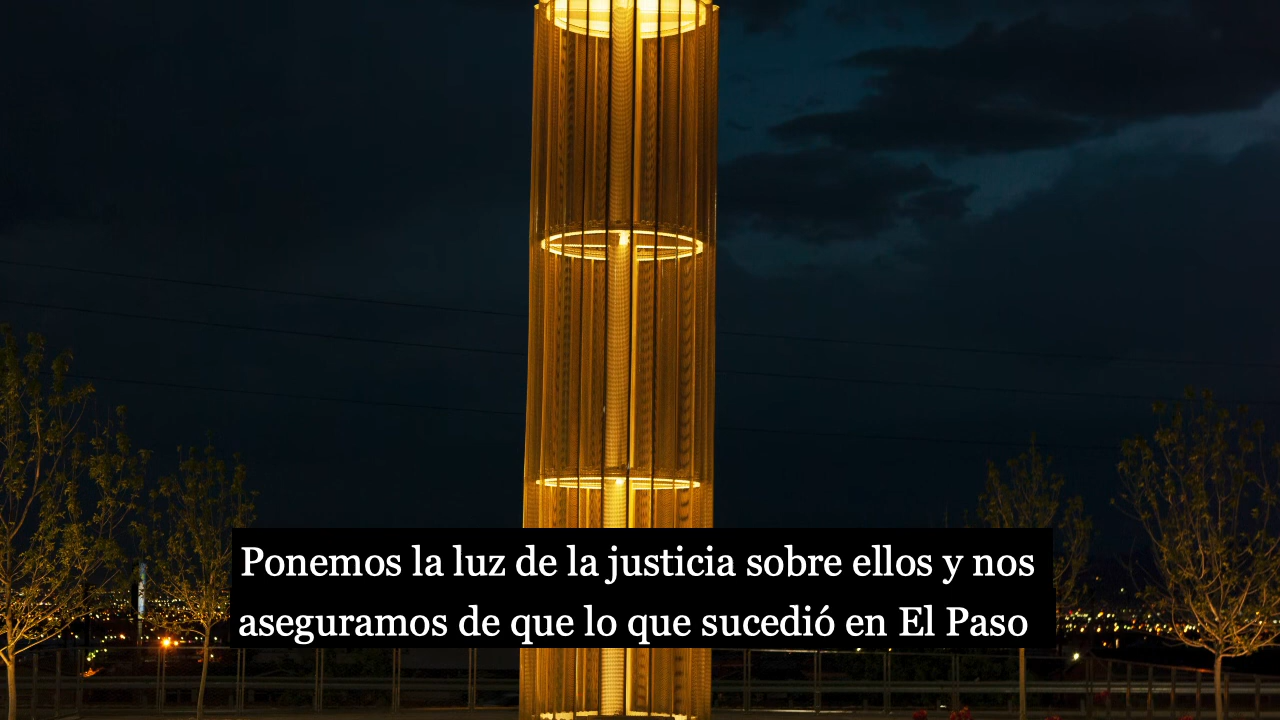 Ponemos la luz de la justicia sobre ellos y nos
aseguramos de que lo que sucedió en El Paso